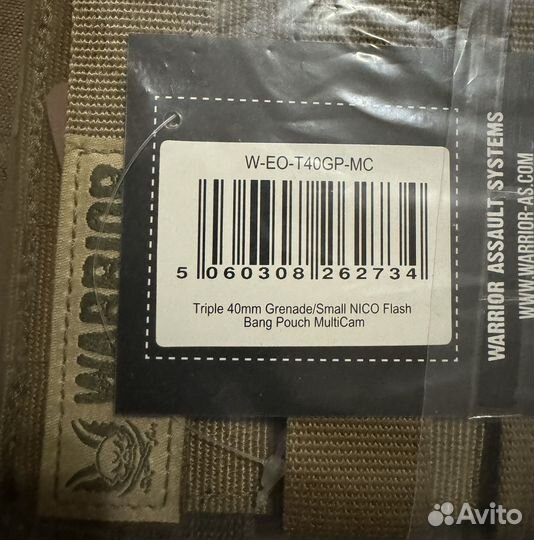 W-EO-T40GP-MC
5 060308 262734
Triple 40mm Grenade/Small NICO Flash
Bang Pouch MultiCam
WARRIOR ASSAULT SYSTEMS
WWW.WARRIOR-AS.COM
WARRIOR
Avito